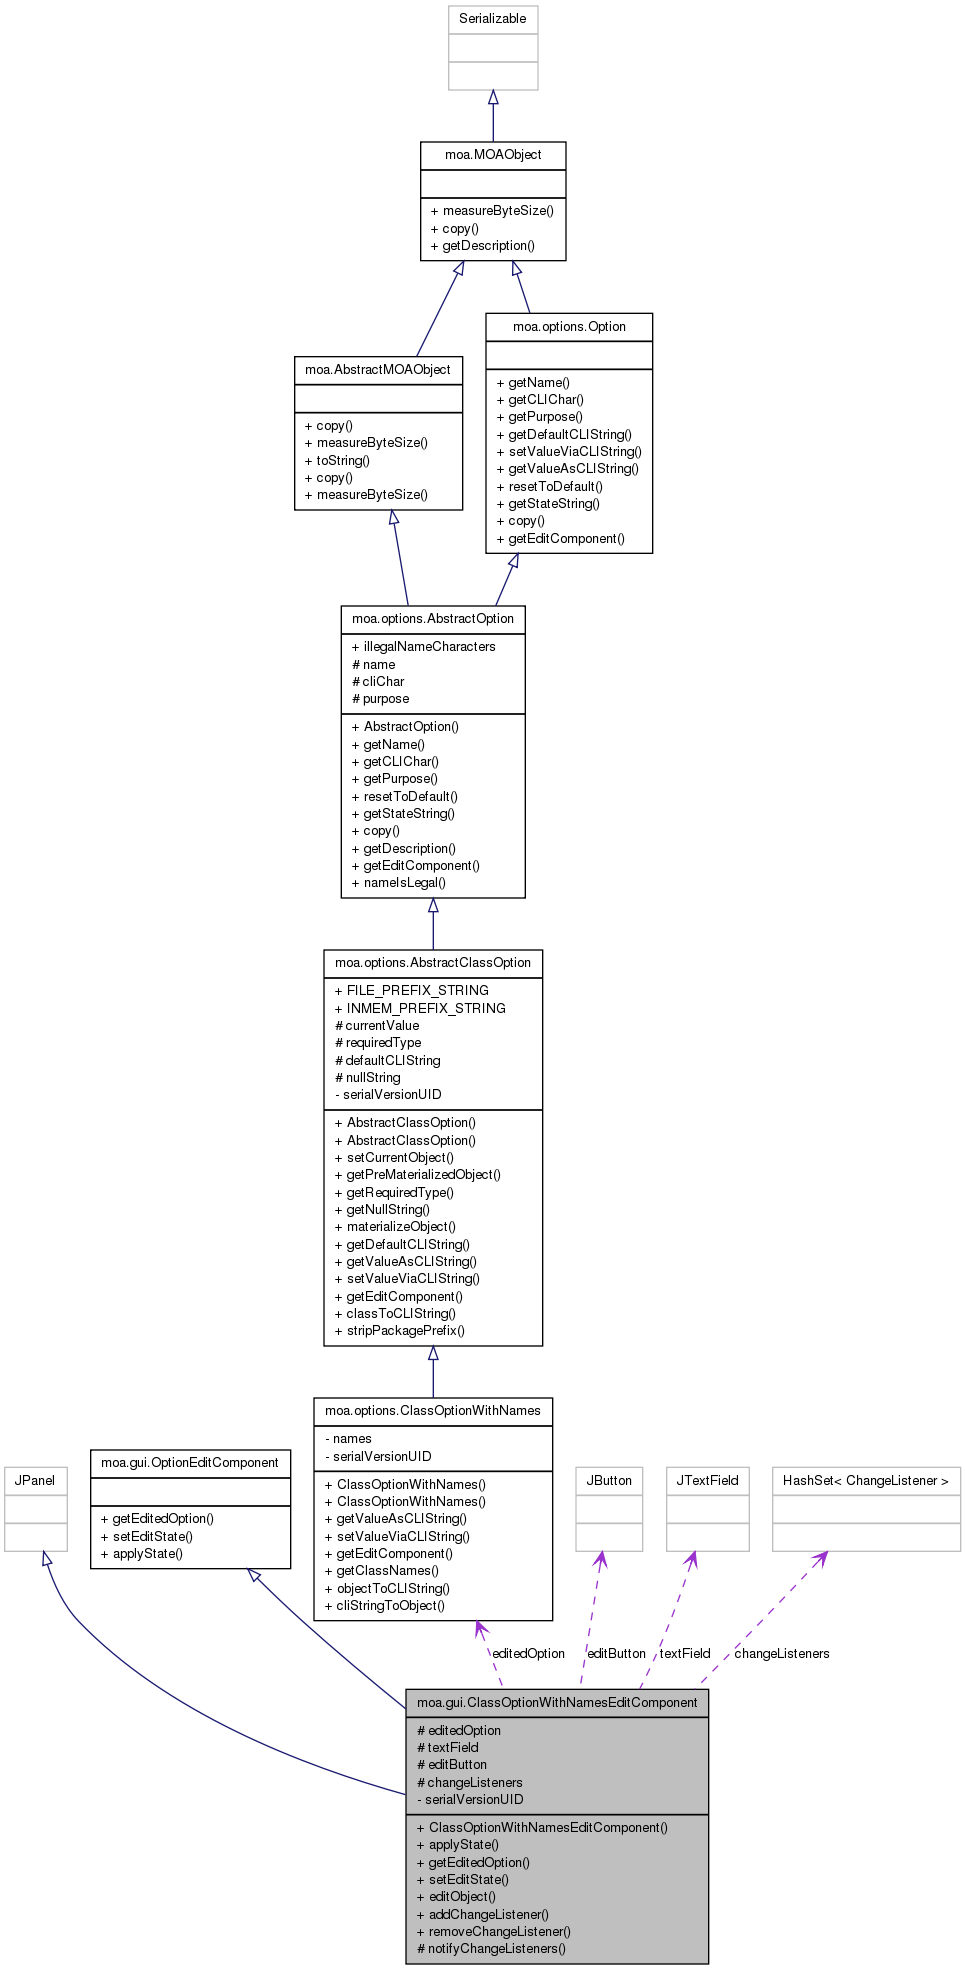 Serializable
moa.MOAObject
+ measureByteSize()
+ copy()
+ getDescription()
moa.options.Option
+ getName()
+ getCLIChar()
+ getPurpose()
+ getDefaultCLIString()
+ setValueViaCLIString()
+ getValueAsCLIString()
+ resetToDefault()
+ getStateString()
+ copy()
+ getEditComponent()
moa.AbstractMOAObject
+ copy()
+ measureByteSize()
+ toString()
+ copy()
+ measureByteSize()
moa.options.AbstractOption
+ illegalNameCharacters
# name
# cliChar
# purpose
+ AbstractOption()
+ getName()
+ getCLIChar()
+ getPurpose()
+ resetToDefault()
+ getStateString()
+ copy()
+ getDescription()
+ getEditComponent()
+ nameIsLegal()
moa.options.AbstractClassOption
+ FILE_PREFIX_STRING
+ INMEM_PREFIX_STRING
# currentValue
# requiredType
# defaultCLIString
# nullString
- serialVersionUID
+ AbstractClassOption()
+ AbstractClassOption()
+ setCurrentObject()
+ getPreMaterializedObject()
+ getRequiredType()
+ getNullString()
+ materializeObject()
+ getDefaultCLIString()
+ getValueAsCLIString()
+ setValueViaCLIString()
+ getEditComponent()
+ classToCLIString()
+ stripPackagePrefix()
moa.options.ClassOptionWithNames
- names
- serialVersionUID
+ ClassOptionWithNames()
+ ClassOptionWithNames()
+ getValueAsCLIString()
+ setValueViaCLIString()
+ getEditComponent()
+ getClassNames()
+ objectToCLIString()
+ cliStringToObject()
JPanel
moa.gui.OptionEditComponent
+ getEditedOption()
+ setEditState()
+ applyState()
JButton
JTextField
HashSet< ChangeListener >
editedOption
editButton
textField
changeListeners
moa.gui.ClassOptionWithNamesEditComponent
# editedOption
# textField
# editButton
# changeListeners
- serialVersionUID
+ ClassOptionWithNamesEditComponent()
+ applyState()
+ getEditedOption()
+ setEditState()
+ editObject()
+ addChangeListener()
+ removeChangeListener()
# notifyChangeListeners()